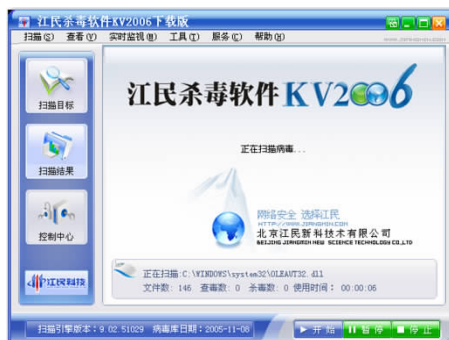 江民杀毒软件KV2006下载版
扫描(S) 查看(V) 实时监视(M) 工具(T) 服务(C) 帮助(H)
扫描目标
江民杀毒软件KV2006
正在扫描病毒...
扫描结果
网络安全 选择江民
HTTP://WWW.JIANGMIN.COM
北京江民新科技术有限公司
BEIJING JIANGMIN NEW SCIENCE TECHNOLOGY CO.,LTD
控制中心
正在扫描:C:\WINDOWS\system32\OLEAUT32.dll
江民科技
文件数: 146 查毒数: 0 杀毒数: 0 使用时间: 00:00:06
扫描引擎版本:9.02.51029 病毒库日期:2005-11-08 开 始 暂 停 停 止